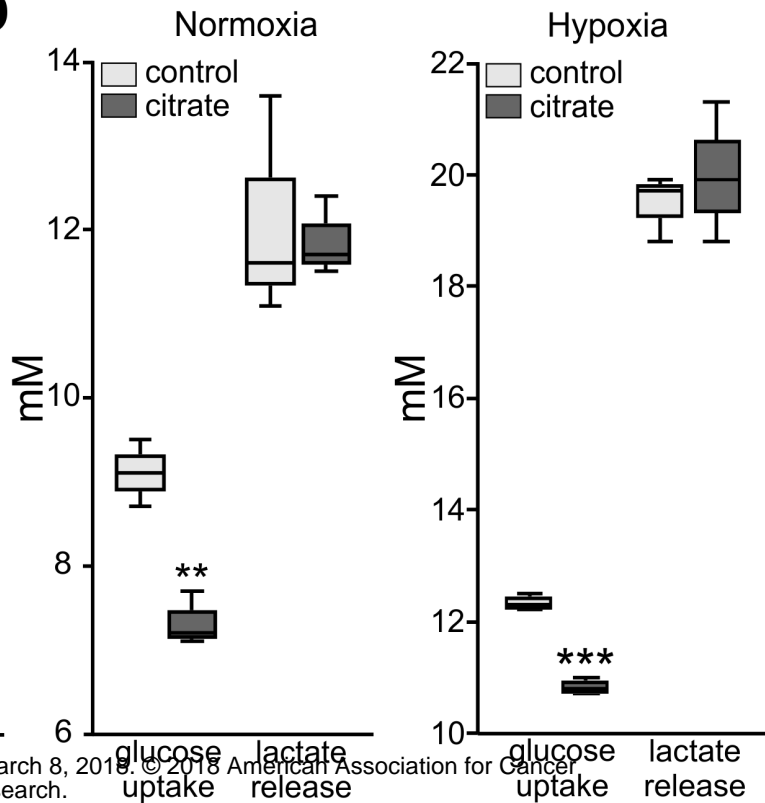 Normoxia
14
control
citrate
12
mM
10
8
**
6
glucose uptake
lactate release
Hypoxia
22
control
citrate
20
18
mM
16
14
12
***
10
glucose uptake
lactate release
arch 8, 2018. © 2018 American Association for Cancer
search.